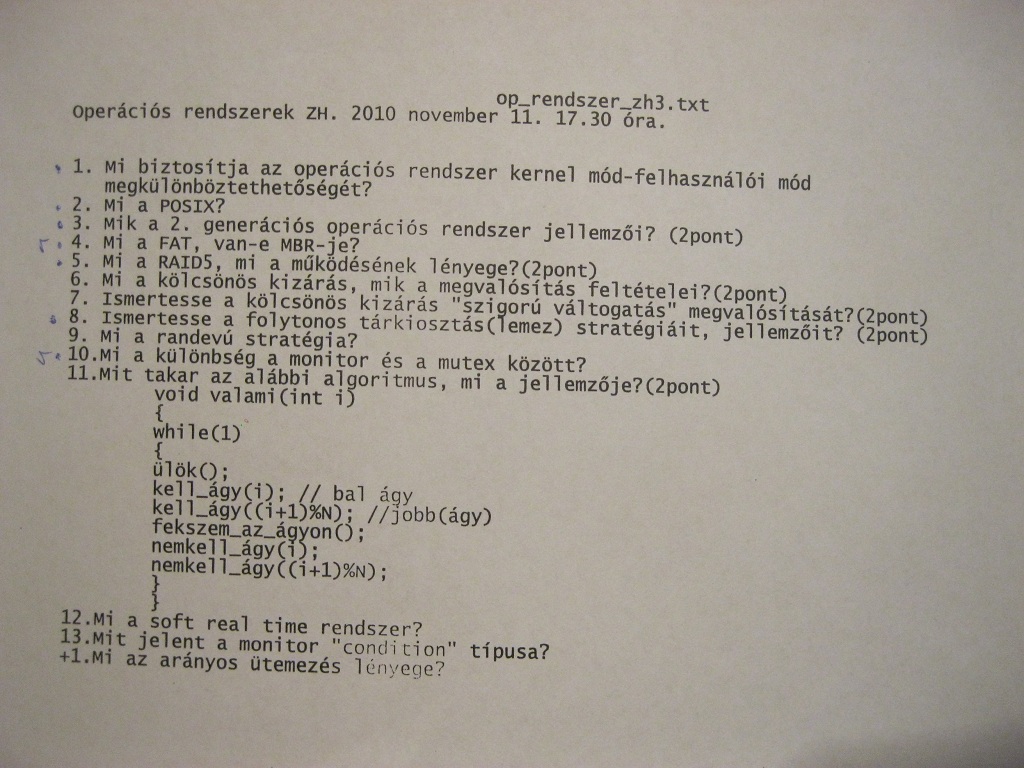 op_rendszer_zh3.txt
Operációs rendszerek ZH. 2010 november 11. 17.30 óra.
1. Mi biztosítja az operációs rendszer kernel mód-felhasználói mód
megkülönböztethetőségét?
2. Mi a POSIX?
3. Mik a 2. generációs operációs rendszer jellemzői? (2pont)
4. Mi a FAT, van-e MBR-je?
5. Mi a RAID5, mi a működésének lényege?(2pont)
6. Mi a kölcsönös kizárás, mik a megvalósítás feltételei?(2pont)
7. Ismertesse a kölcsönös kizárás "szigorú váltogatás" megvalósítását?(2pont)
8. Ismertesse a folytonos tárkiosztás(lemez) stratégiáit, jellemzőit? (2pont)
9. Mi a randevú stratégia?
10.Mi a különbség a monitor és a mutex között?
11.Mit takar az alábbi algoritmus, mi a jellemzője?(2pont)
void valami(int i)
{
while(1)
{
ülök();
kell_ágy(i); // bal ágy
kell_ágy((i+1)%N); //jobb(ágy)
fekszem_az_ágyon();
nemkell_ágy(i);
nemkell_ágy((i+1)%N);
}
}
12.Mi a soft real time rendszer?
13.Mit jelent a monitor "condition" típusa?
+1.Mi az arányos ütemezés lényege?